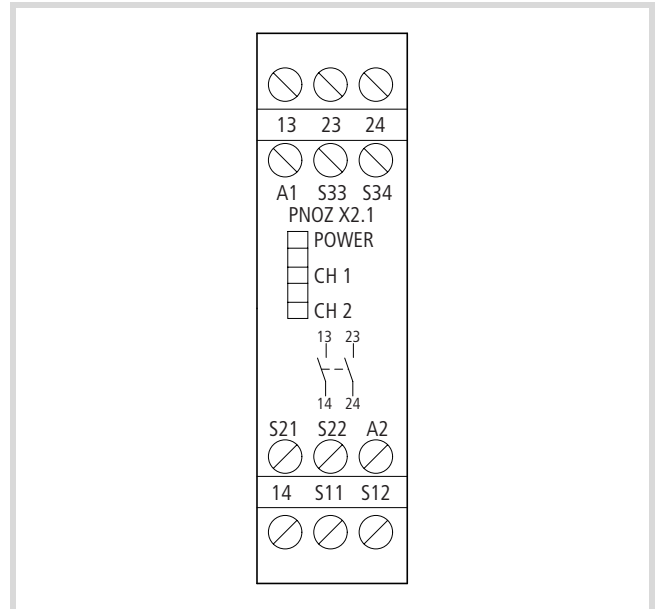 13 23 24
A1 S33 S34
PNOZ X2.1
POWER
CH 1
CH 2
13 23
14 24
S21 S22 A2
14 S11 S12